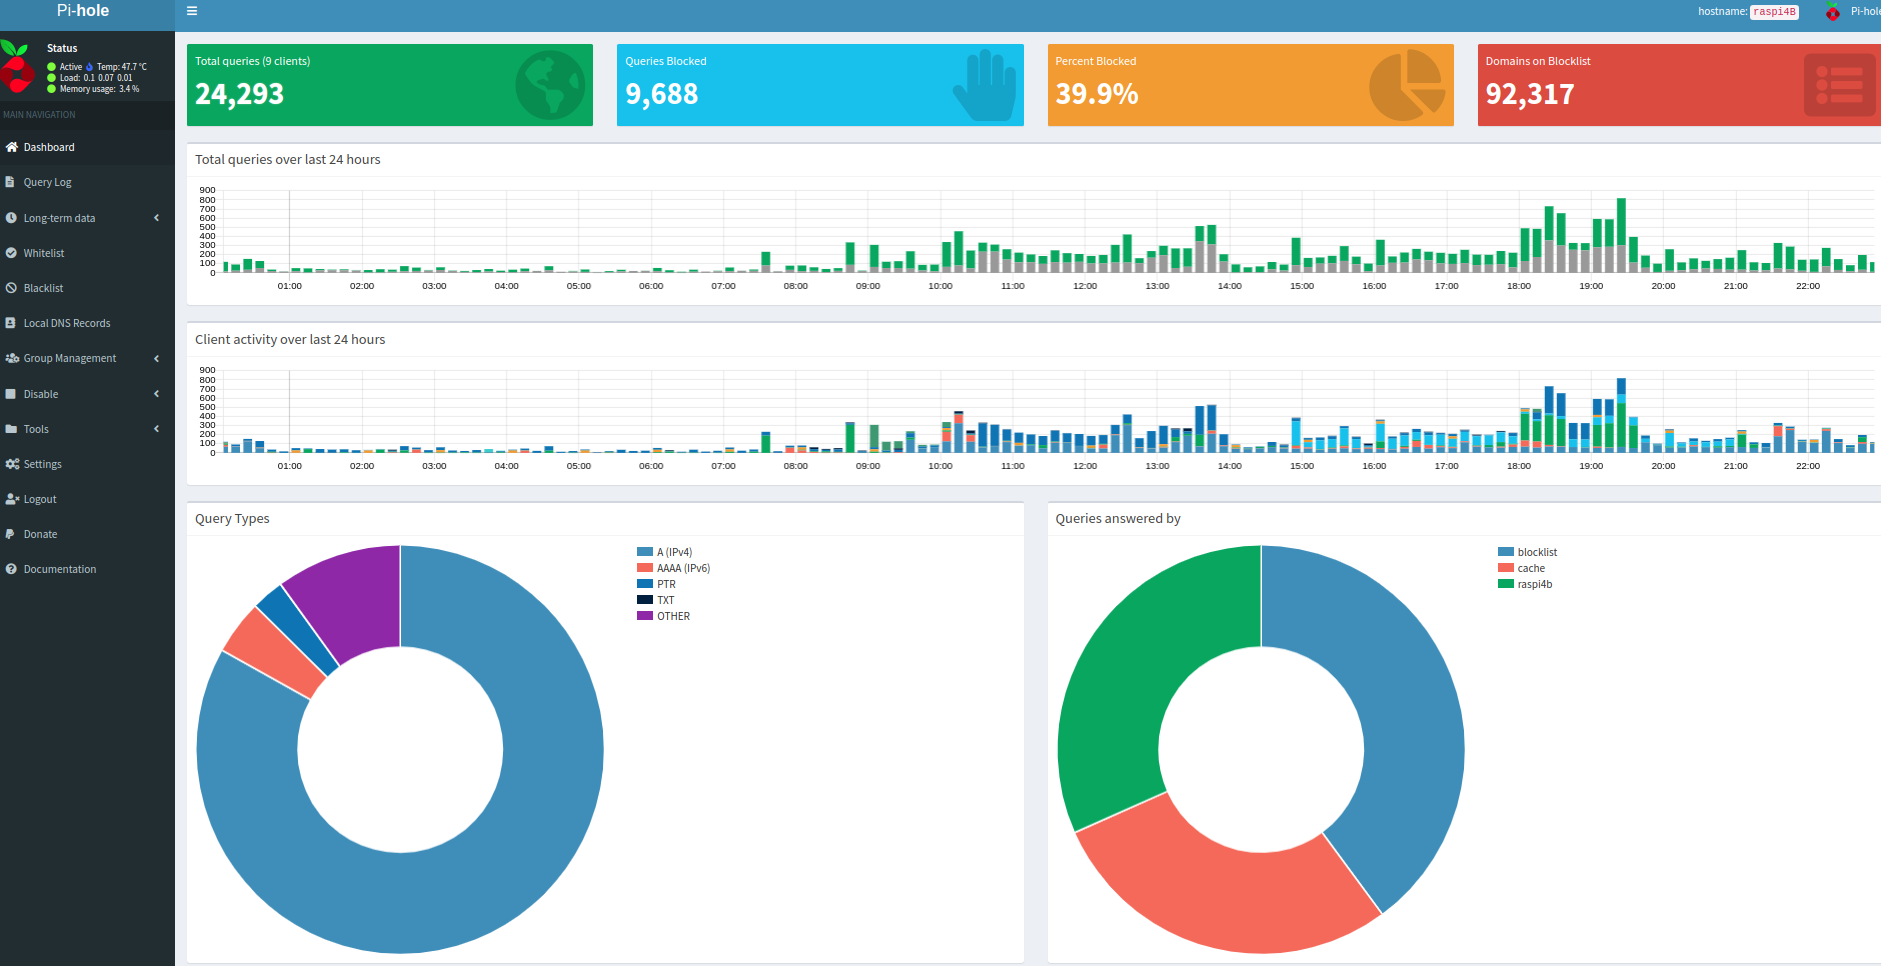 Pi-hole
hostname: raspi4B
Pi-hole
Status
Active Temp: 47.7 °C
Load: 0.1 0.07 0.01
Memory usage: 3.4 %
MAIN NAVIGATION
Dashboard
Query Log
Long-term data
Whitelist
Blacklist
Local DNS Records
Group Management
Disable
Tools
Settings
Logout
Donate
Documentation
Total queries (9 clients)
24,293
Queries Blocked
9,688
Percent Blocked
39.9%
Domains on Blocklist
92,317
Total queries over last 24 hours
900
800
700
600
500
400
300
200
100
0
01:00 02:00 03:00 04:00 05:00 06:00 07:00 08:00 09:00 10:00 11:00 12:00 13:00 14:00 15:00 16:00 17:00 18:00 19:00 20:00 21:00 22:00
Client activity over last 24 hours
900
800
700
600
500
400
300
200
100
0
01:00 02:00 03:00 04:00 05:00 06:00 07:00 08:00 09:00 10:00 11:00 12:00 13:00 14:00 15:00 16:00 17:00 18:00 19:00 20:00 21:00 22:00
Query Types
A (IPv4)
AAAA (IPv6)
PTR
TXT
OTHER
Queries answered by
blocklist
cache
raspi4b